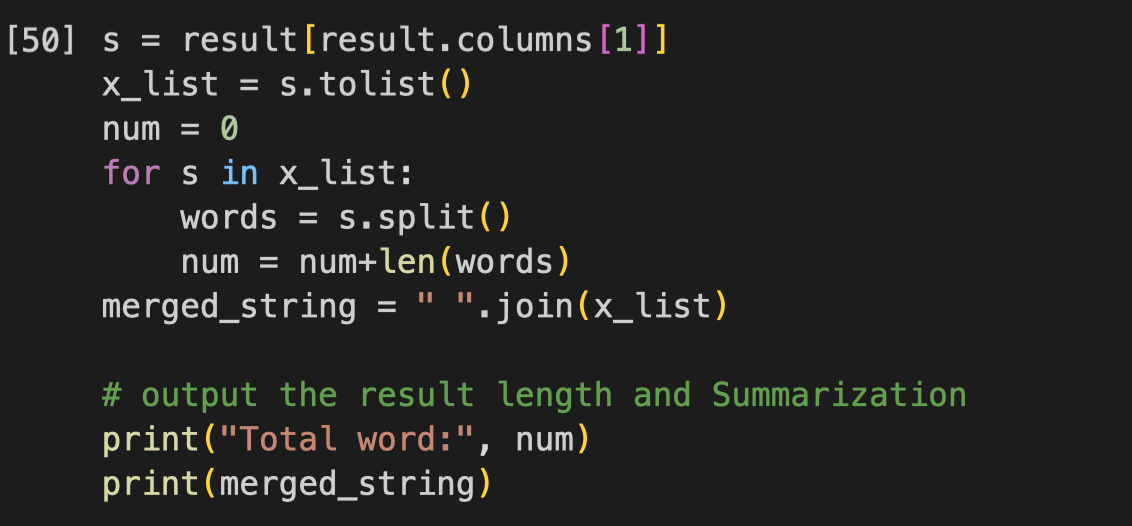 [50] s = result[result.columns[1]]
x_list = s.tolist()
num = 0
for s in x_list:
    words = s.split()
    num = num+len(words)
merged_string = " ".join(x_list)

# output the result length and Summarization
print("Total word:", num)
print(merged_string)